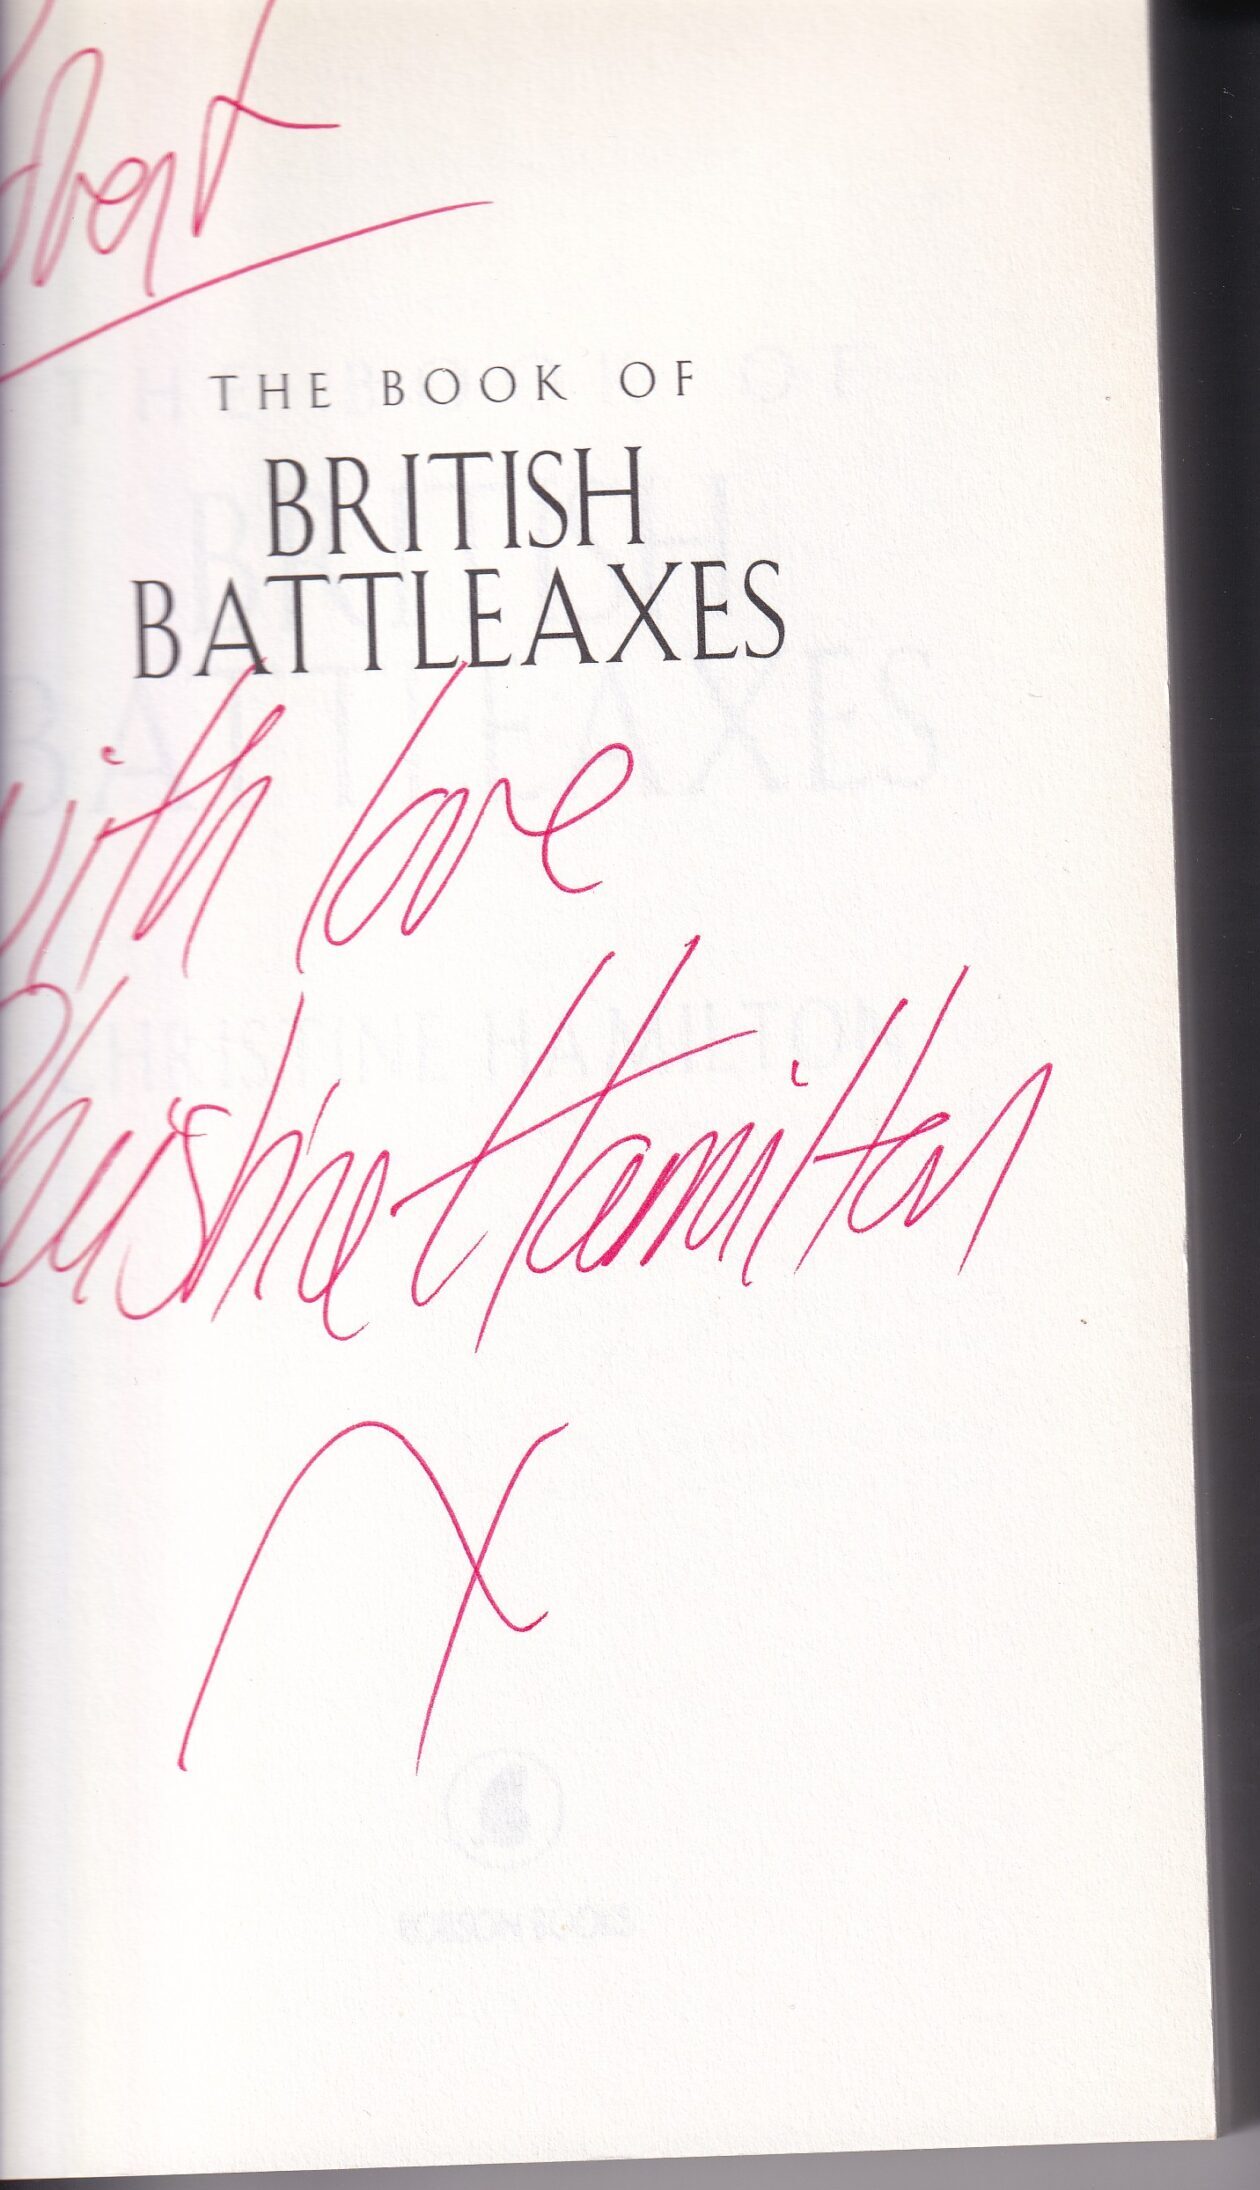 THE BOOK OF
BRITISH
BATTLEAXES
with love
Christine Hamilton
X